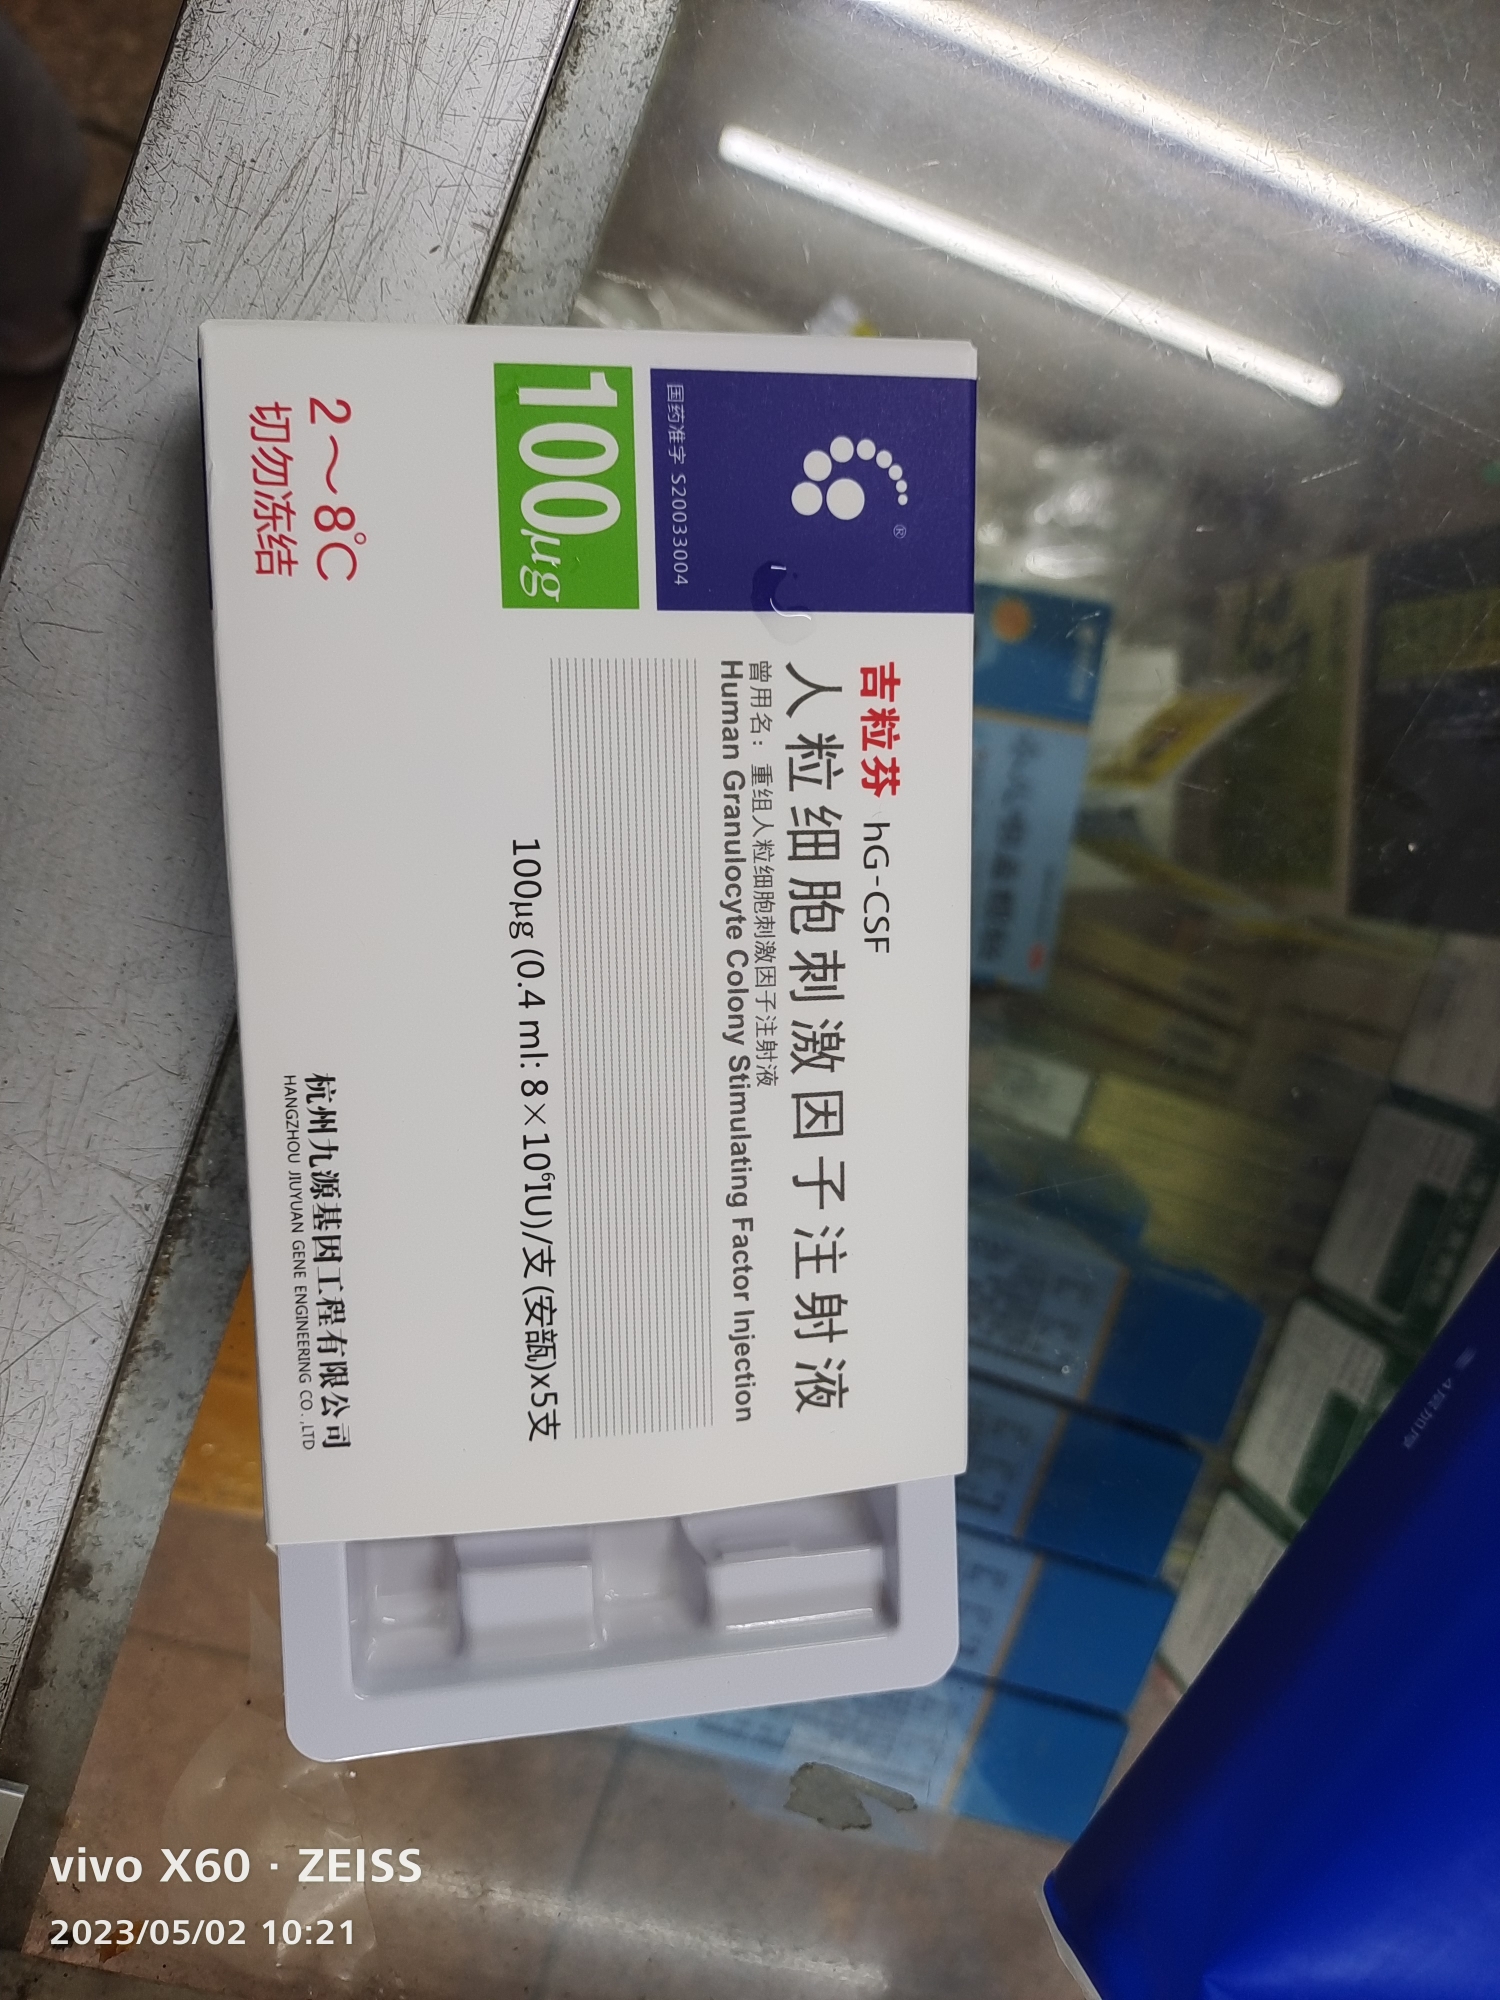 ®
国药准字 S20033004
吉粒芬 hG-CSF
人粒细胞刺激因子注射液
曾用名：重组人粒细胞刺激因子注射液
Human Granulocyte Colony Stimulating Factor Injection
100μg
100μg (0.4 ml: 8×10⁶IU)/支 (安瓿)x5支
2～8℃
切勿冻结
杭州九源基因工程有限公司
HANGZHOU JIUYUAN GENE ENGINEERING CO.,LTD
vivo X60 · ZEISS
2023/05/02 10:21